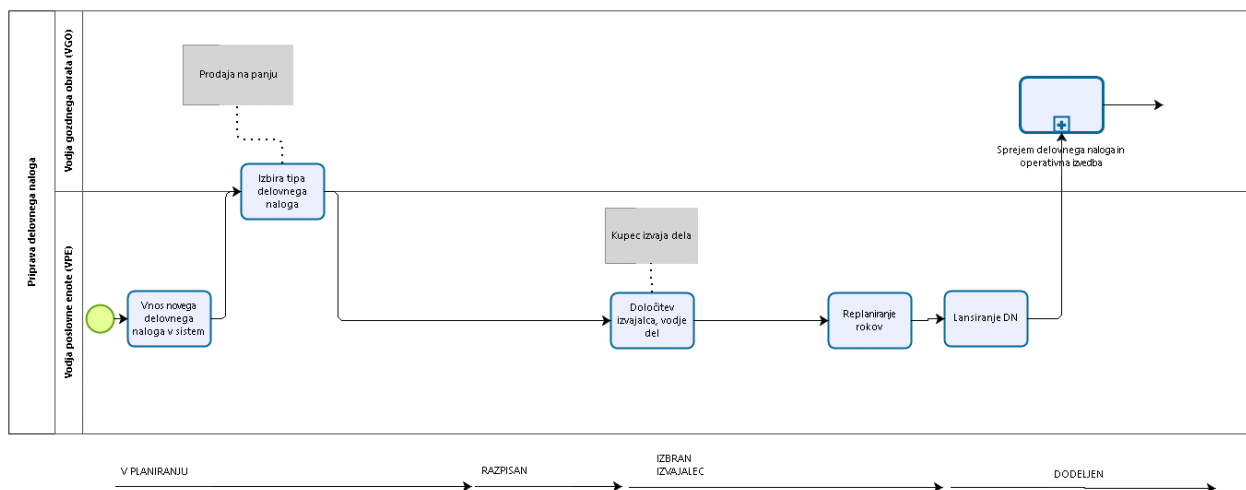 Priprava delovnega naloga
Vodja gozdnega obrata (VGO)
Vodja poslovne enote (VPE)
Prodaja na panju
Izbira tipa
delovnega
naloga
Sprejem delovnega naloga in
operativna izvedba
Vnos novega
delovnega
naloga v sistem
Kupec izvaja dela
Določitev
izvajalca, vodje
del
Replaniranje
rokov
Lansiranje DN
V PLANIRANJU
RAZPISAN
IZBRAN
IZVAJALEC
DODELJEN